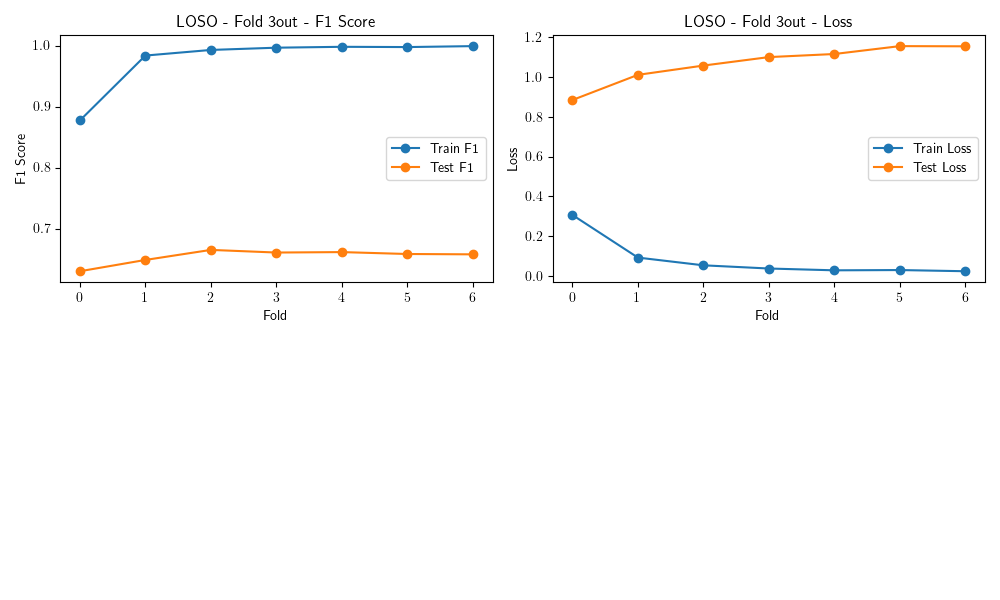 LOSO - Fold 3out - F1 Score
1.0
0.9
0.8
0.7
F1 Score
Train F1
Test F1
0 1 2 3 4 5 6
Fold
LOSO - Fold 3out - Loss
1.2
1.0
0.8
0.6
0.4
0.2
0.0
Loss
Train Loss
Test Loss
0 1 2 3 4 5 6
Fold